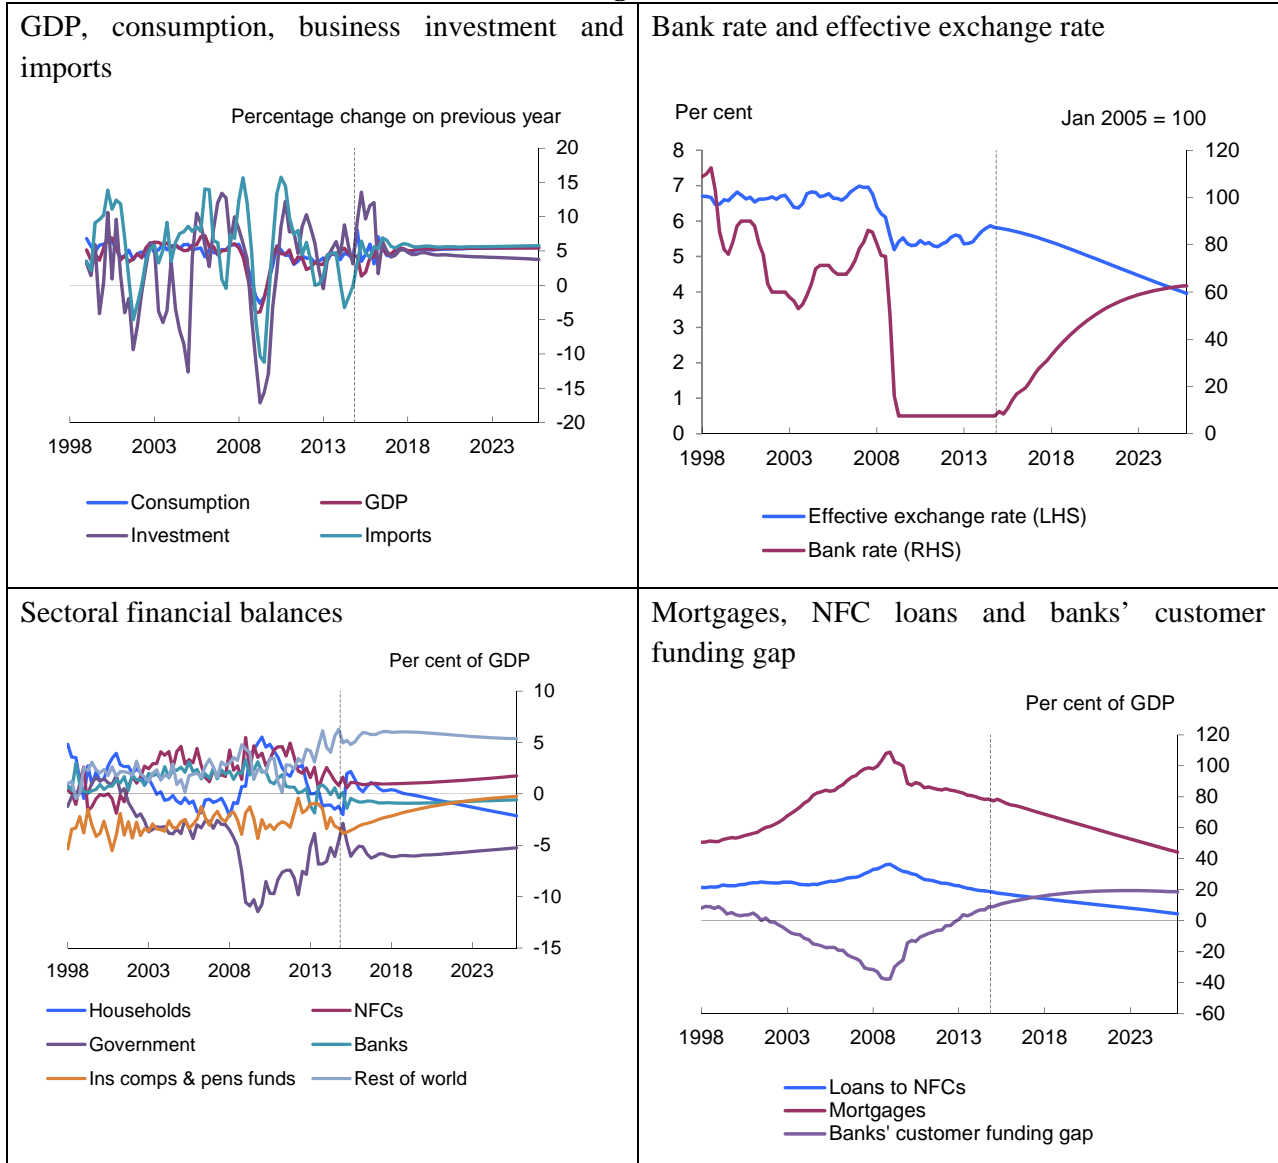 GDP, consumption, business investment and
imports
Percentage change on previous year
20
15
10
5
0
-5
-10
-15
-20
1998 2003 2008 2013 2018 2023
Consumption GDP
Investment Imports
Bank rate and effective exchange rate
Per cent Jan 2005 = 100
8 120
7 100
6
5 80
4 60
3
40
2
1 20
0 0
1998 2003 2008 2013 2018 2023
Effective exchange rate (LHS)
Bank rate (RHS)
Sectoral financial balances
Per cent of GDP
10
5
0
-5
-10
-15
1998 2003 2008 2013 2018 2023
Households NFCs
Government Banks
Ins comps & pens funds Rest of world
Mortgages, NFC loans and banks' customer
funding gap
Per cent of GDP
120
100
80
60
40
20
0
-20
-40
-60
1998 2003 2008 2013 2018 2023
Loans to NFCs
Mortgages
Banks' customer funding gap